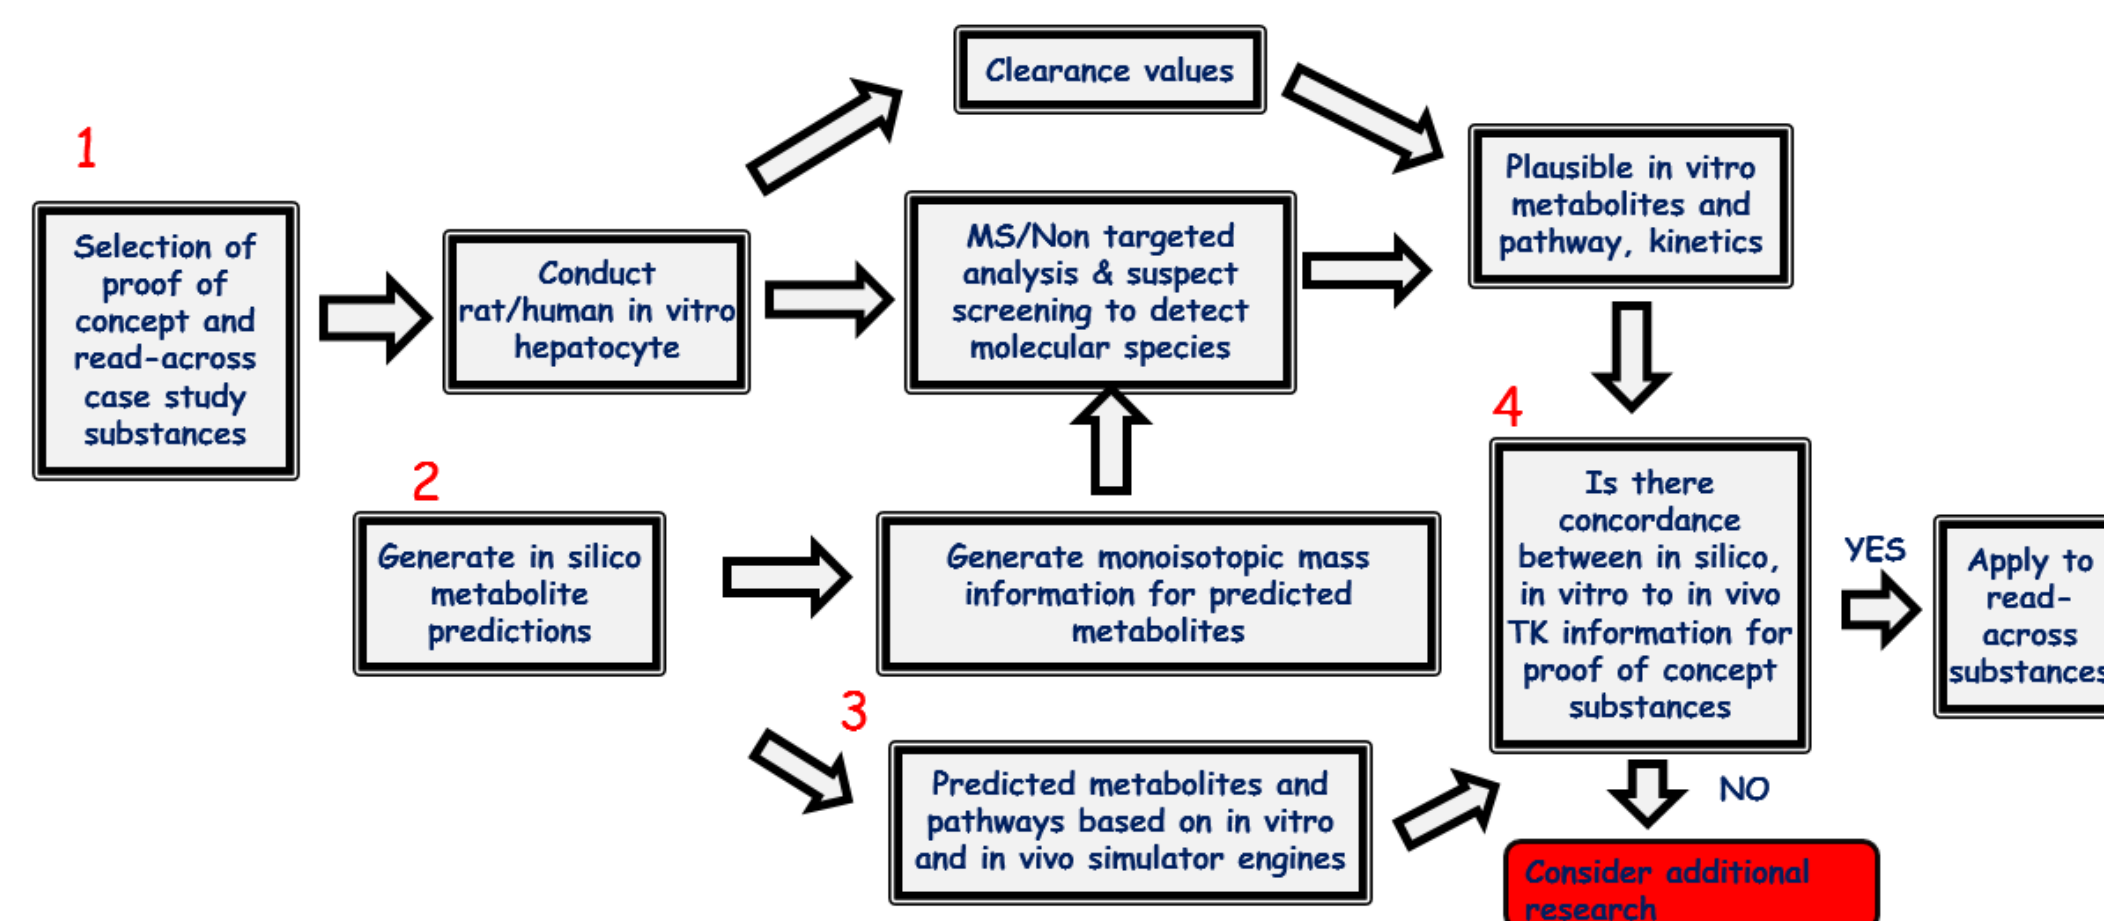 Clearance values
1
Selection of
proof of
concept and
read-across
case study
substances
Conduct
rat/human in vitro
hepatocyte
MS/Non targeted
analysis & suspect
screening to detect
molecular species
Plausible in vitro
metabolites and
pathway, kinetics
2
Generate in silico
metabolite
predictions
Generate monoisotopic mass
information for predicted
metabolites
3
Predicted metabolites and
pathways based on in vitro
and in vivo simulator engines
4
Is there
concordance
between in silico,
in vitro to in vivo
TK information for
proof of concept
substances
YES
Apply to
read-
across
substances
NO
Consider additional
research